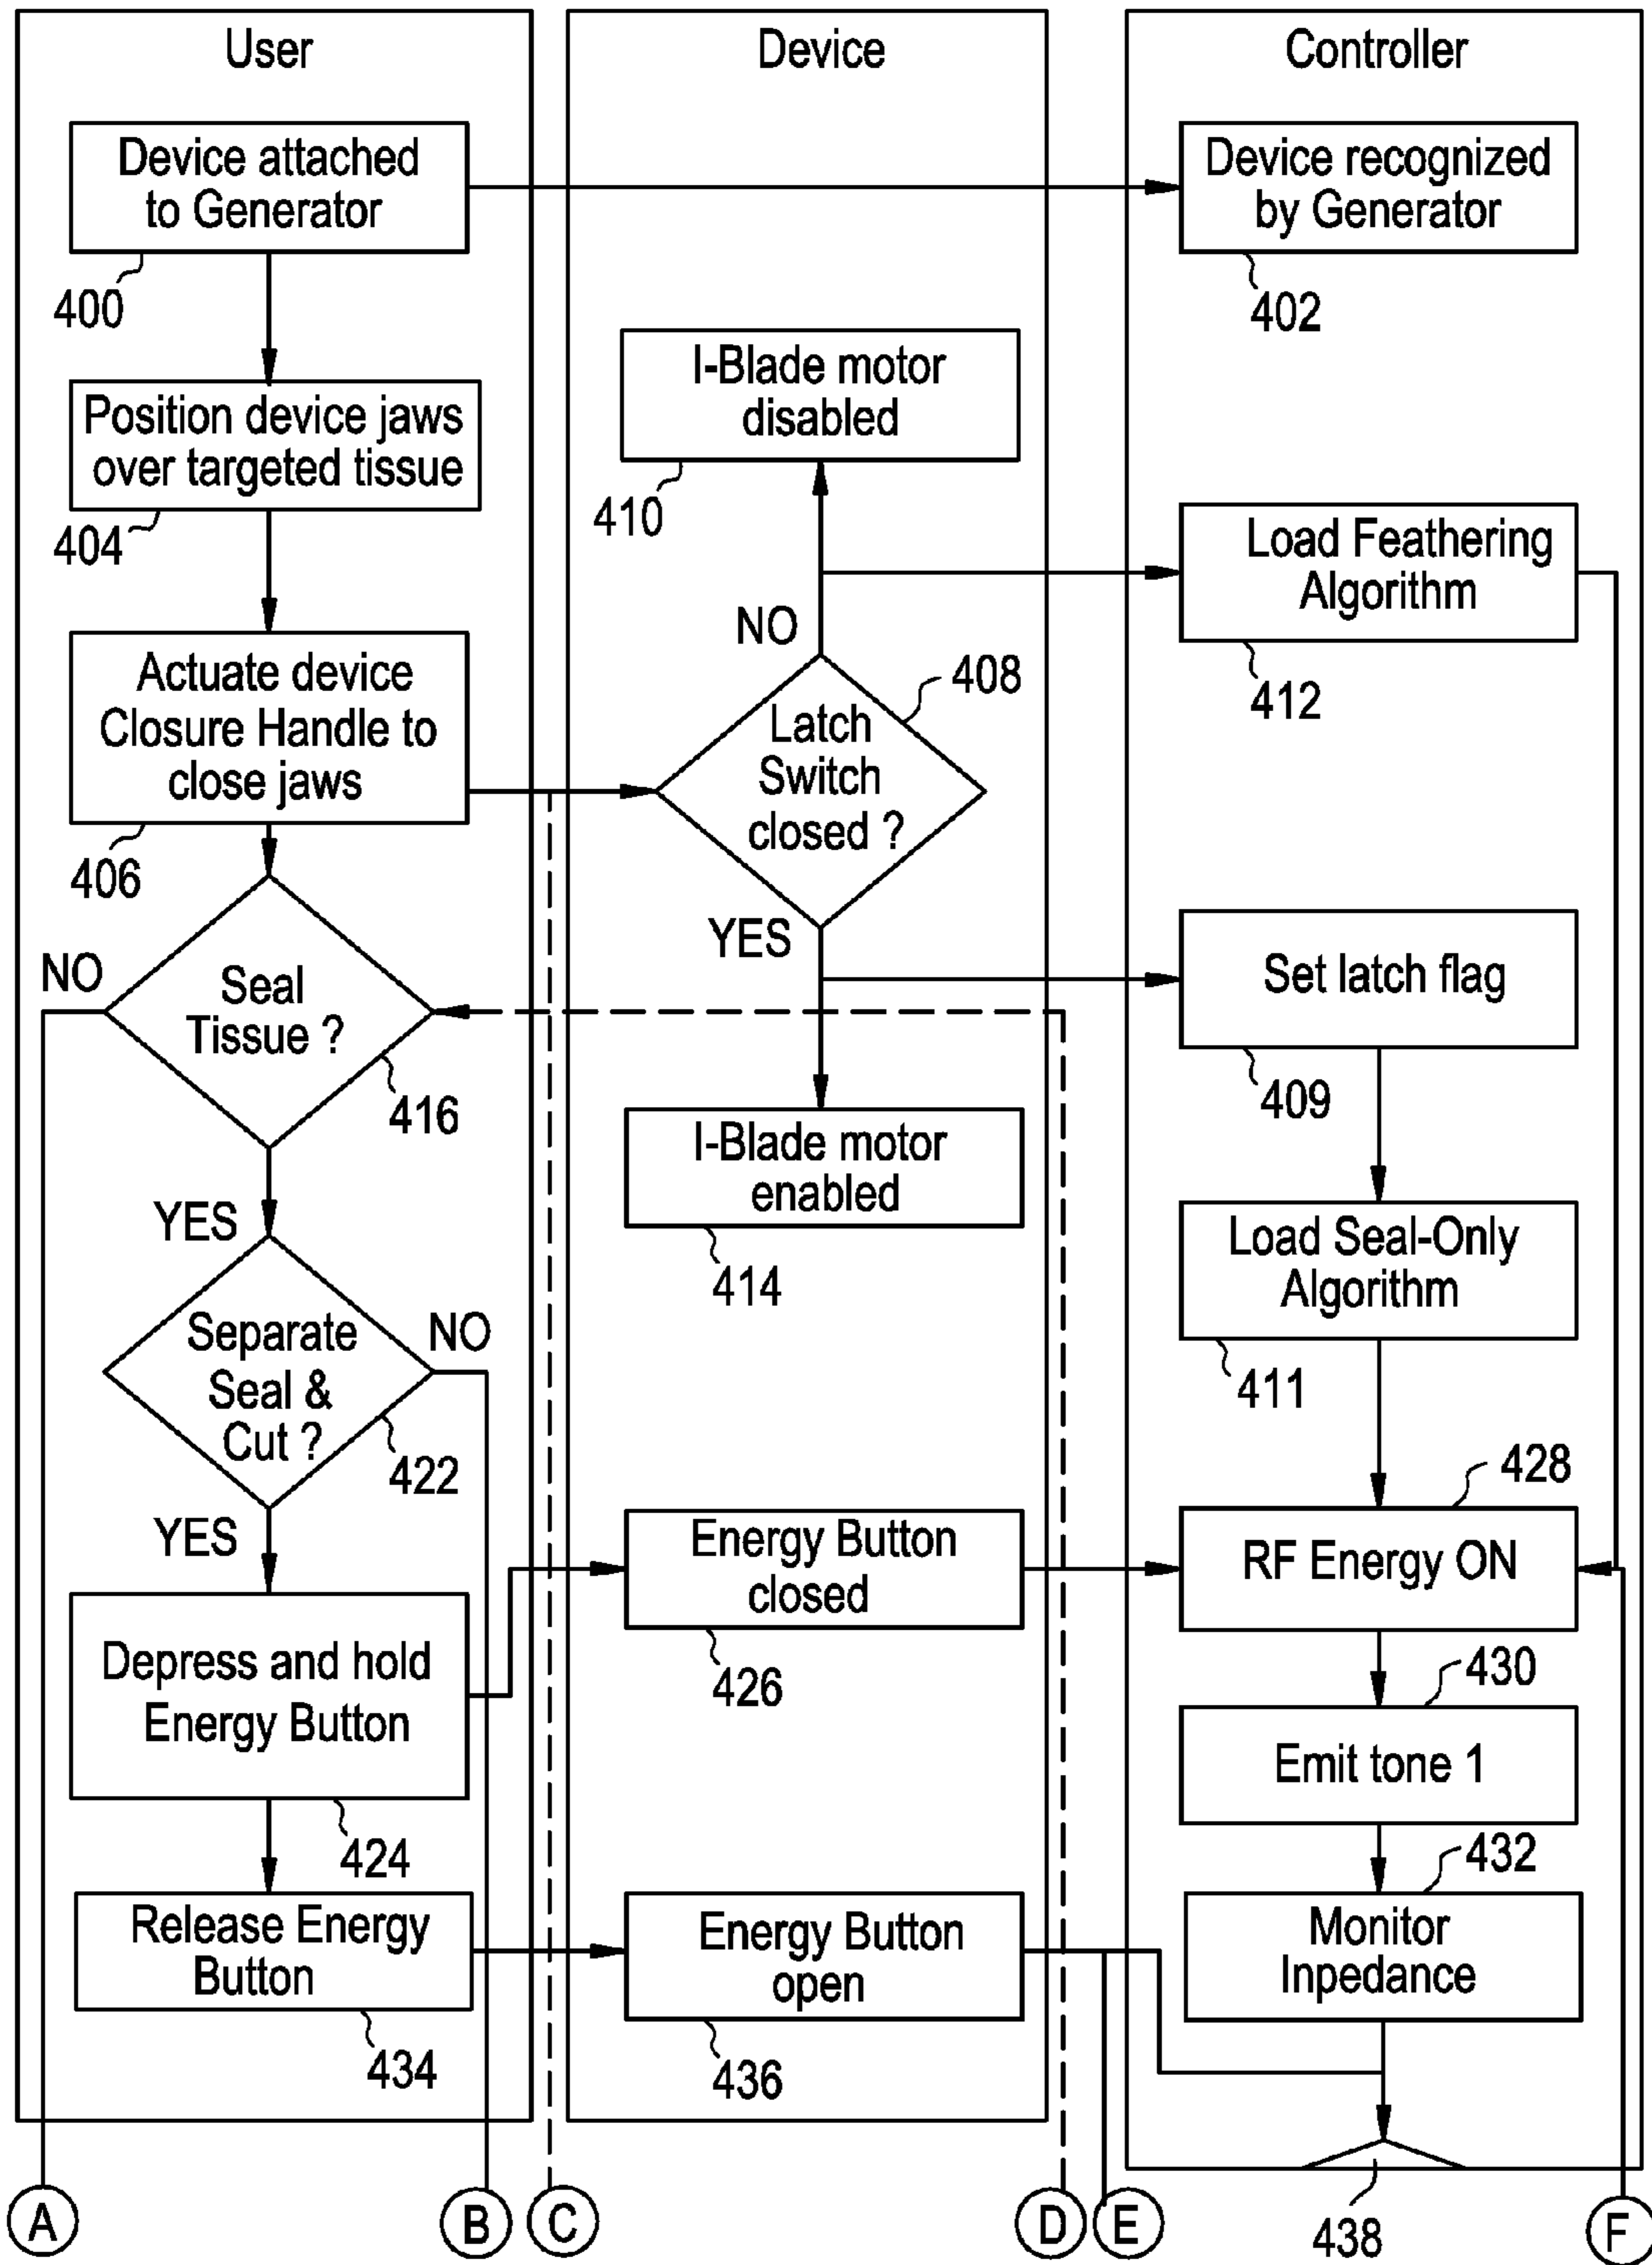 User
Device attached
to Generator
400
Position device jaws
over targeted tissue
404
Actuate device
Closure Handle to
close jaws
406
NO
Seal
Tissue ?
416
YES
Separate
Seal &
Cut ?
NO
422
YES
Depress and hold
Energy Button
424
Release Energy
Button
434
Device
I-Blade motor
disabled
410
NO
408
Latch
Switch
closed ?
YES
I-Blade motor
enabled
414
Energy Button
closed
426
Energy Button
open
436
Controller
Device recognized
by Generator
402
Load Feathering
Algorithm
412
Set latch flag
409
Load Seal-Only
Algorithm
411
428
RF Energy ON
430
Emit tone 1
432
Monitor
Inpedance
438
A
B
C
D
E
F